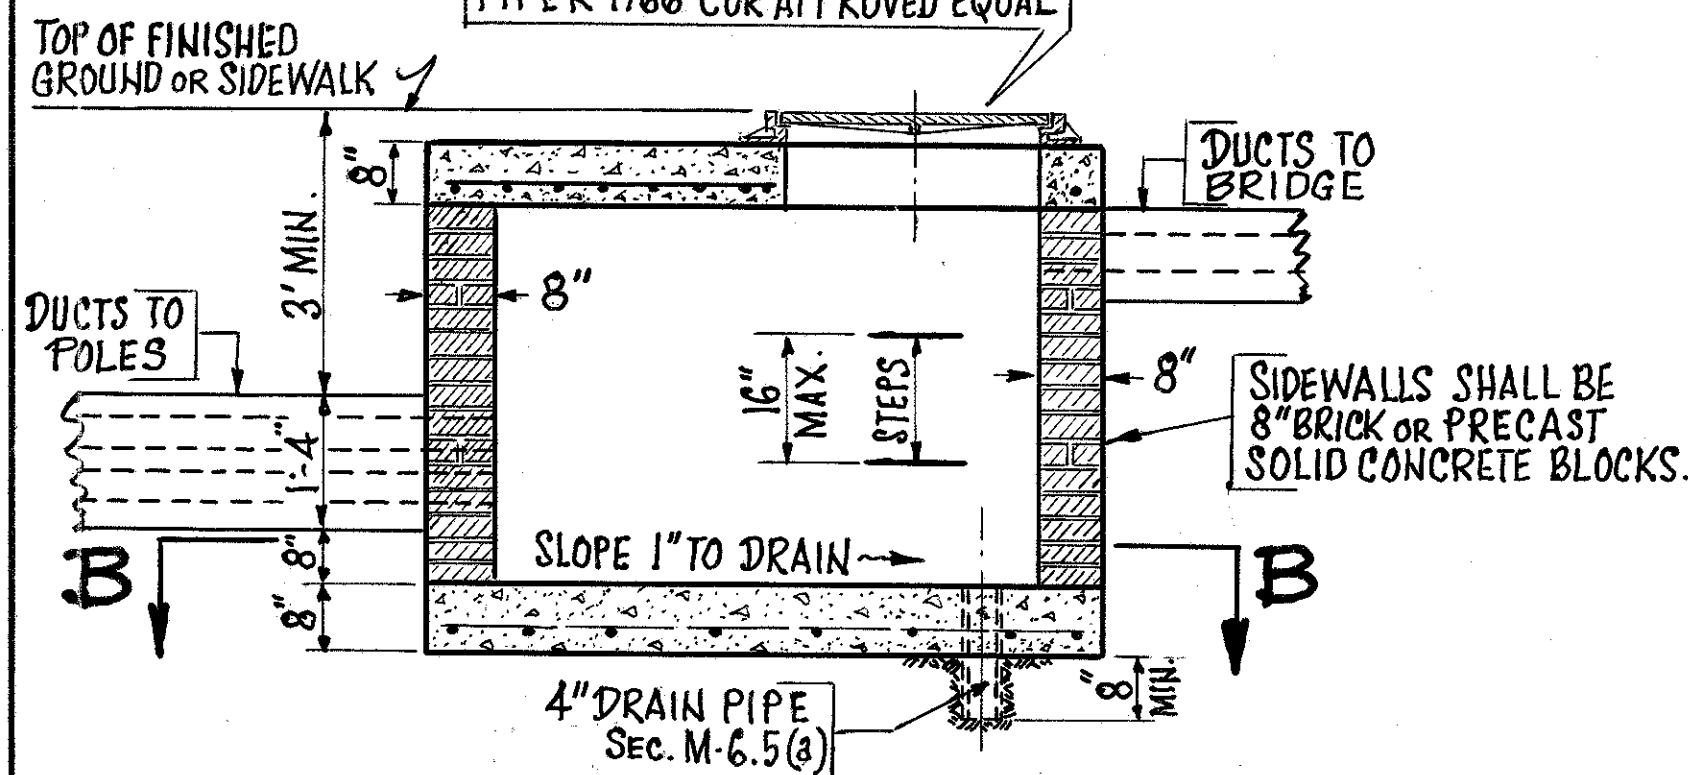 APPROVED EQUAL
TOP OF FINISHED
GROUND OR SIDEWALK
8"
DUCTS TO
BRIDGE
3' MIN.
8"
DUCTS TO
POLES
16"
MAX.
STEPS
8"
SIDEWALLS SHALL BE
8" BRICK OR PRECAST
SOLID CONCRETE BLOCKS.
1'-4"
B
8"
SLOPE 1" TO DRAIN
B
8"
4" DRAIN PIPE
SEC. M-6.5(a)
8"
MIN.